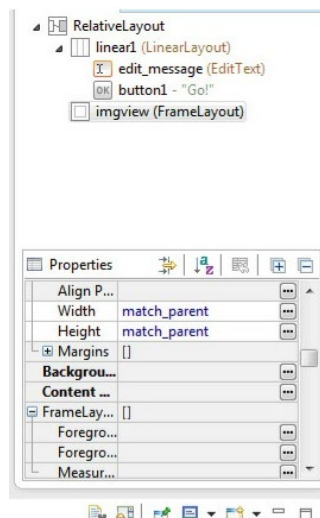 RelativeLayout
linear1 (LinearLayout)
I edit_message (EditText)
OK button1 - "Go!"
imgview (FrameLayout)
Properties
Align P... ...
Width match_parent ...
Height match_parent ...
Margins []
Backgrou... ...
Content ... ...
FrameLay... []
Foregro... ...
Foregro... ...
Measur... ...